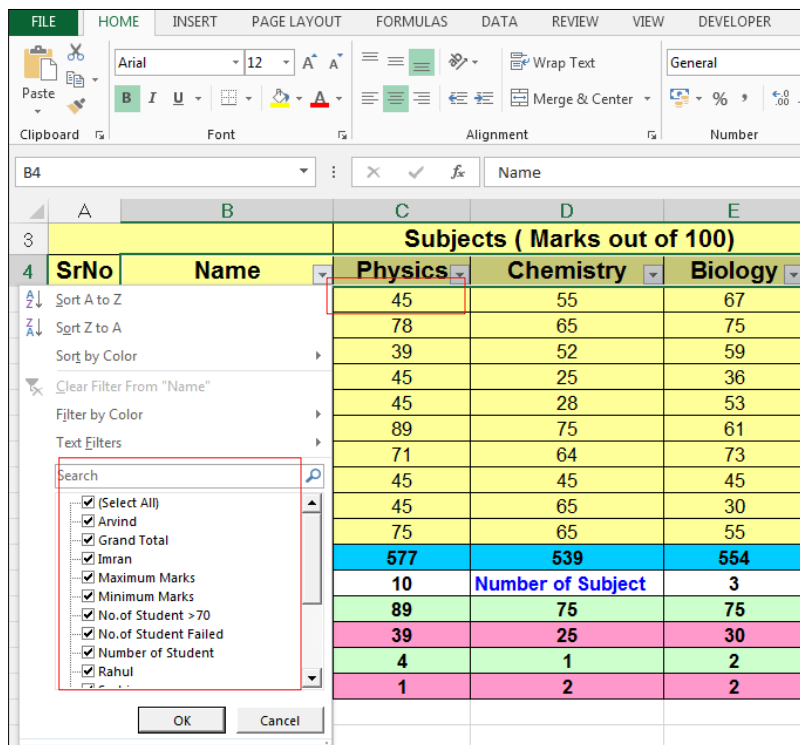 FILE HOME INSERT PAGE LAYOUT FORMULAS DATA REVIEW VIEW DEVELOPER
Arial 12 A A Wrap Text General
Paste B I U A Merge & Center % , .00
Clipboard Font Alignment Number
B4 fx Name
A B C D E
3 Subjects ( Marks out of 100)
4 SrNo Name Physics Chemistry Biology
Sort A to Z 45 55 67
Sort Z to A 78 65 75
Sort by Color 39 52 59
Clear Filter From "Name" 45 25 36
Filter by Color 45 28 53
Text Filters 89 75 61
71 64 73
Search 45 45 45
(Select All) 45 65 30
Arvind 75 65 55
Grand Total
Imran 577 539 554
Maximum Marks 10 Number of Subject 3
Minimum Marks
No.of Student >70 89 75 75
No.of Student Failed 39 25 30
Number of Student 4 1 2
Rahul 1 2 2
OK Cancel